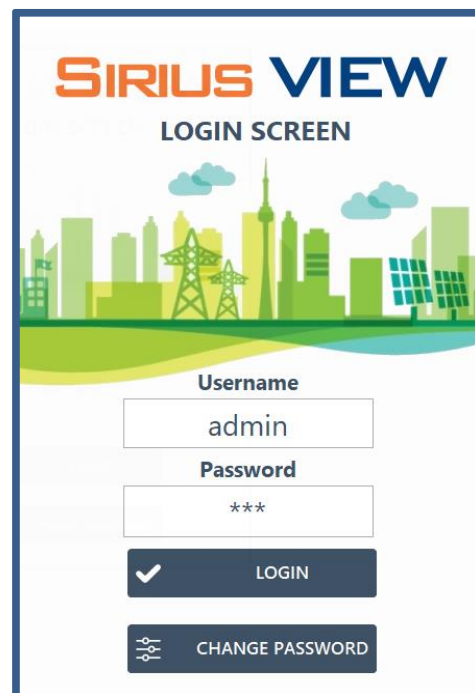 SIRIUS VIEW
LOGIN SCREEN
Username
admin
Password
***
LOGIN
CHANGE PASSWORD